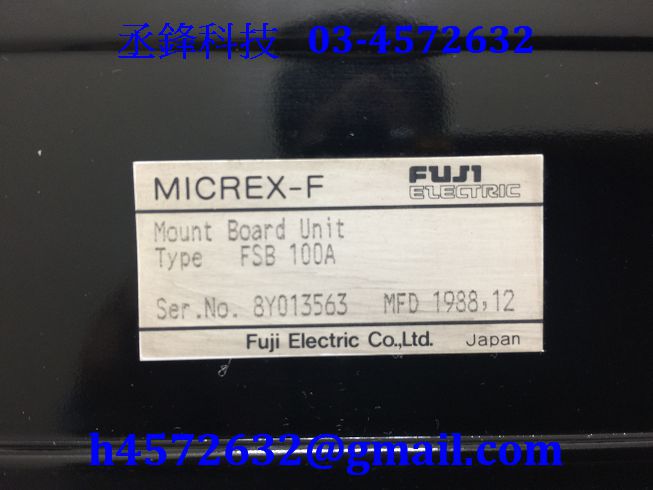 丞鋒科技 03-4572632
MICREX-F FUJI ELECTRIC
Mount Board Unit
Type FSB 100A
Ser.No. 8Y013563 MFD 1988,12
Fuji Electric Co.,Ltd. Japan
h4572632@gmail.com